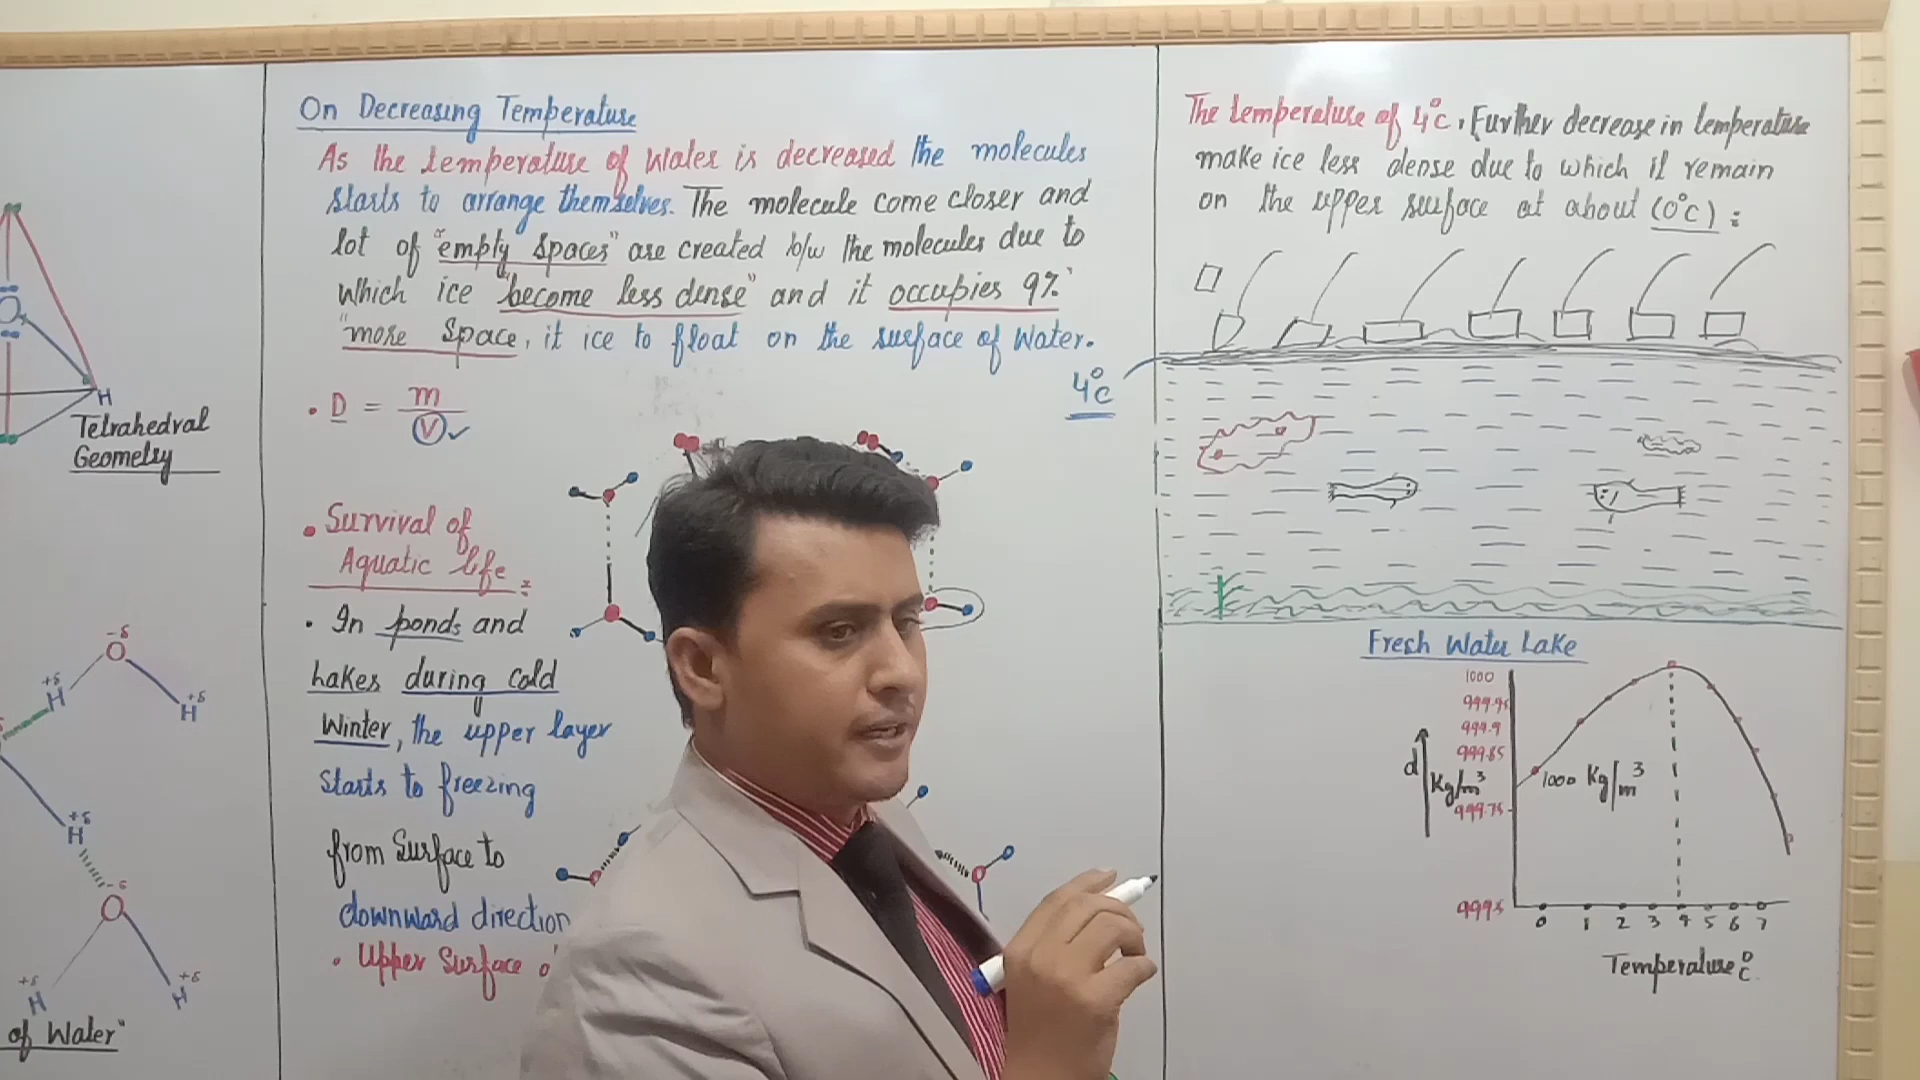 Tetrahedral
Geometry
H
-δ
O
+δ
H
+δ
H
+δ
H
-δ
O
+δ
H
+δ
H
of Water"
On Decreasing Temperature
As the temperature of Water is decreased the molecules
starts to arrange themselves. The molecule come closer and
lot of "empty spaces" are created b/w the molecules due to
Which ice "become less dense" and it occupies 9%
"more Space, it ice to float on the surface of Water.
• D = m
V
• Survival of
Aquatic life :
• In ponds and
Lakes during Cold
Winter, the upper layer
Starts to freezing
from Surface to
downward direction
• Upper Surface o
The temperature of 4°C, Further decrease in temperature
make ice less dense due to which it remain
on the upper surface at about (0°C) :
4°C
Fresh Water Lake
1000
999.95
999.9
999.85
d
Kg/m³
1000 Kg/m³
999.75
9995
0 1 2 3 4 5 6 7
Temperature °C